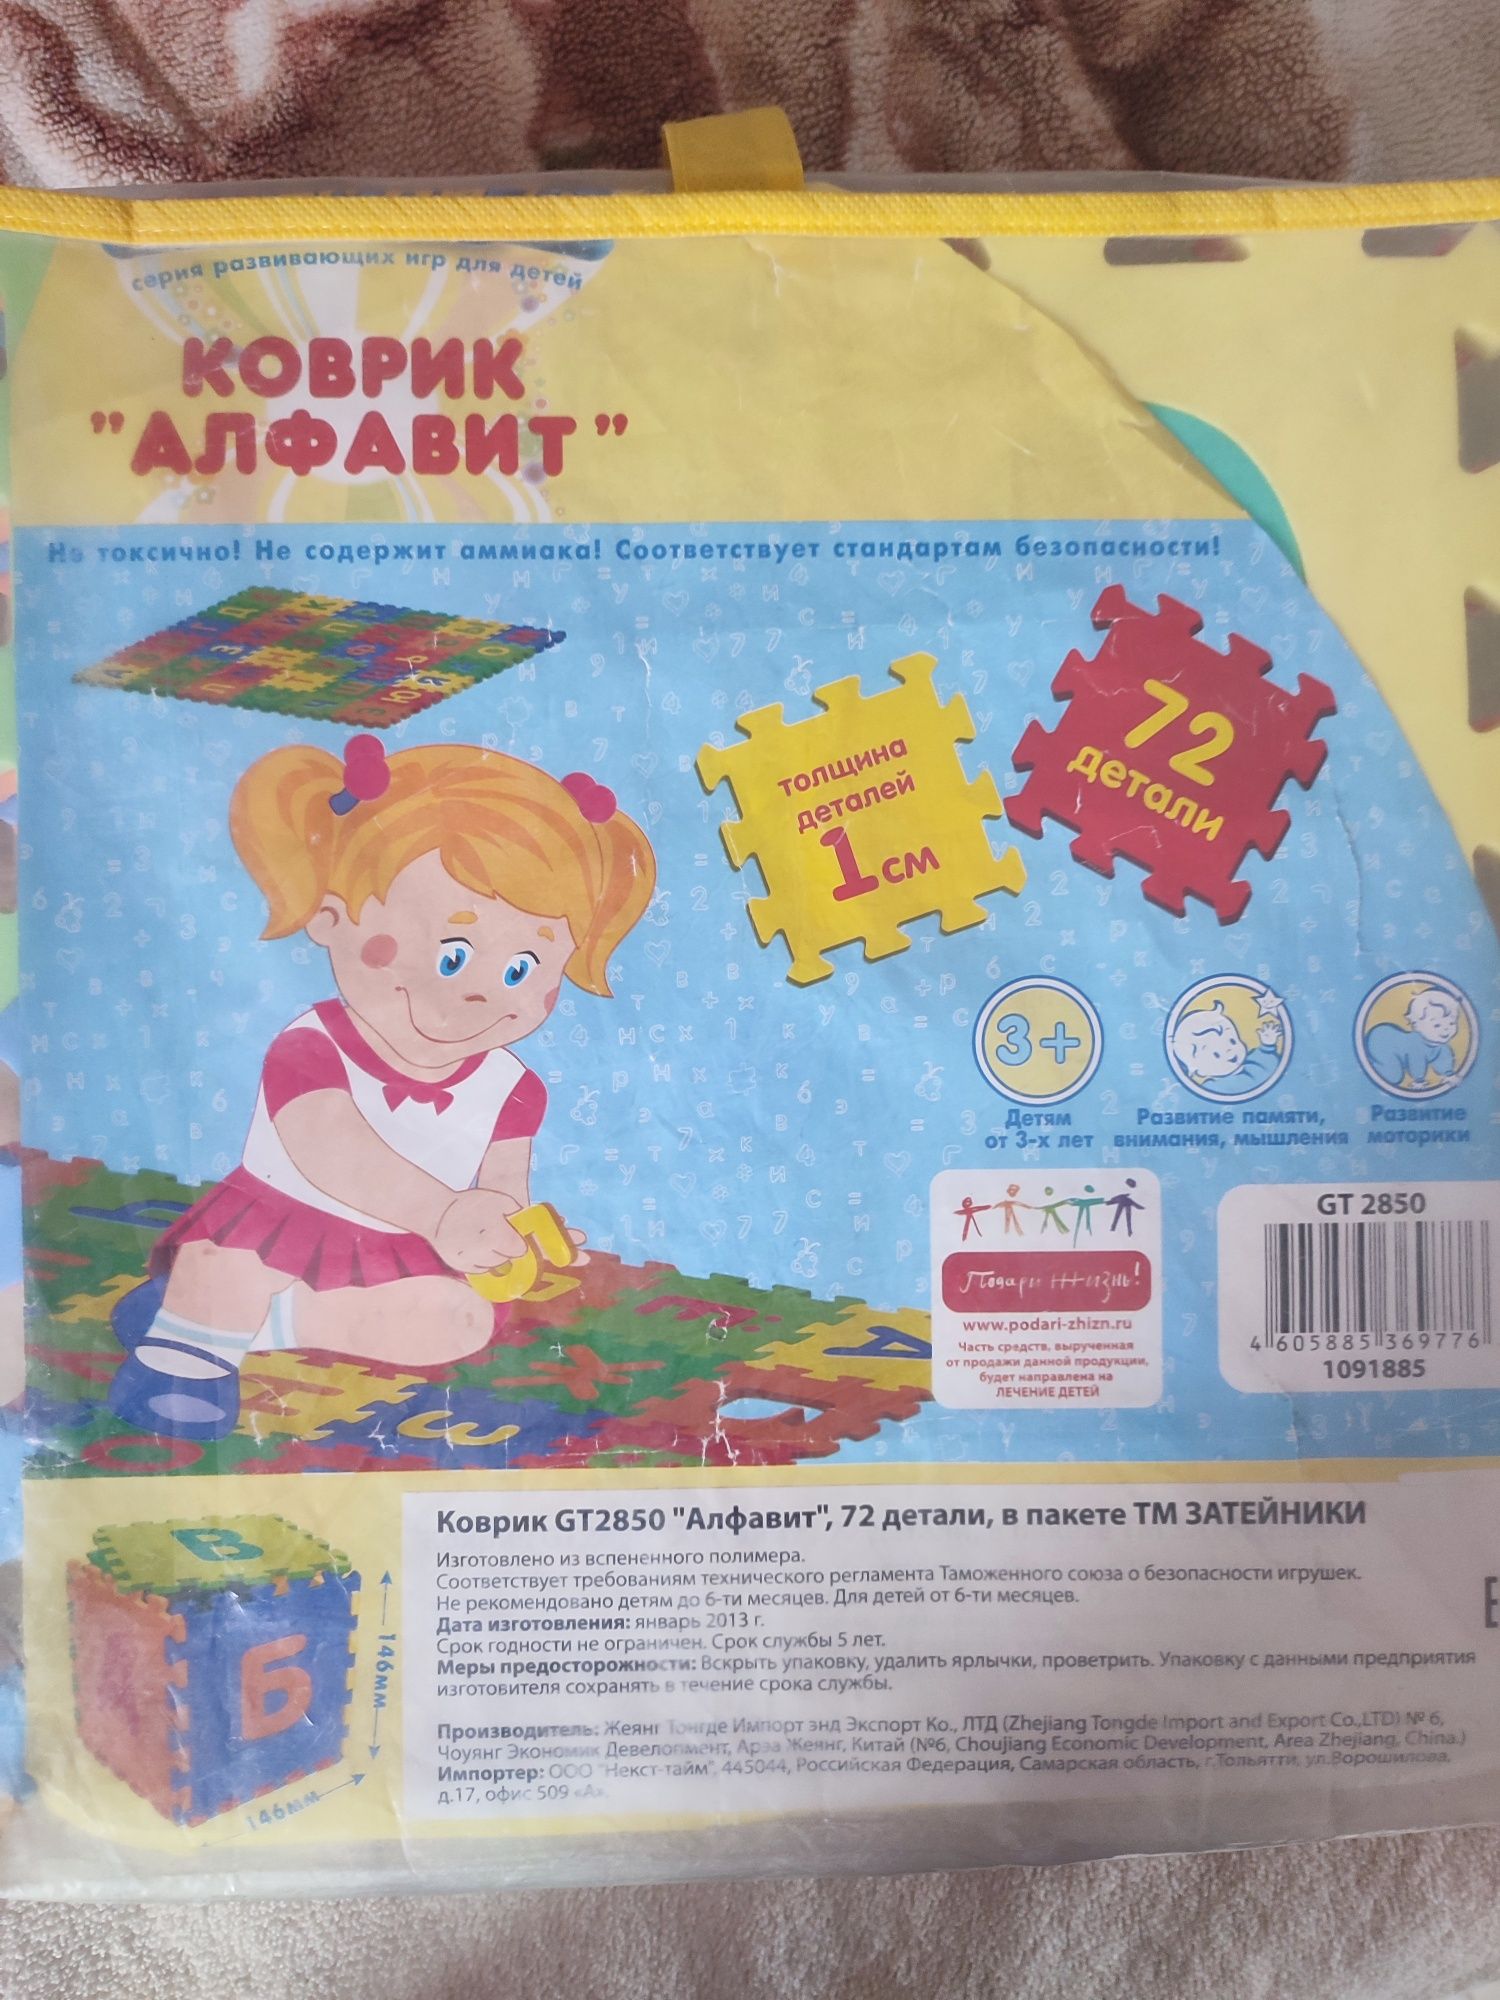 серия развивающих игр для детей
КОВРИК
"АЛФАВИТ"
Не токсично! Не содержит аммиака! Соответствует стандартам безопасности!
толщина
деталей
1 см
72
детали
3+
Детям
от 3-х лет
Развитие памяти,
внимания, мышления
Развитие
моторики
Подари жизнь!
www.podari-zhizn.ru
Часть средств, вырученная
от продажи данной продукции,
будет направлена на
ЛЕЧЕНИЕ ДЕТЕЙ
GT 2850
4 605885 369776
1091885
В
Б
146мм
146мм
Коврик GT2850 "Алфавит", 72 детали, в пакете ТМ ЗАТЕЙНИКИ
Изготовлено из вспененного полимера.
Соответствует требованиям технического регламента Таможенного союза о безопасности игрушек.
Не рекомендовано детям до 6-ти месяцев. Для детей от 6-ти месяцев.
Дата изготовления: январь 2013 г.
Срок годности не ограничен. Срок службы 5 лет.
Меры предосторожности: Вскрыть упаковку, удалить ярлычки, проветрить. Упаковку с данными предприятия
изготовителя сохранять в течение срока службы.
Производитель: Жеянг Тонгде Импорт энд Экспорт Ко., ЛТД (Zhejiang Tongde Import and Export Co.,LTD) № 6,
Чоуянг Экономик Девелопмент, Ареа Жеянг, Китай (№6, Choujiang Economic Development, Area Zhejiang, China.)
Импортер: ООО "Некст-тайм", 445044, Российская Федерация, Самарская область, г.Тольятти, ул.Ворошилова,
д.17, офис 509 «А».